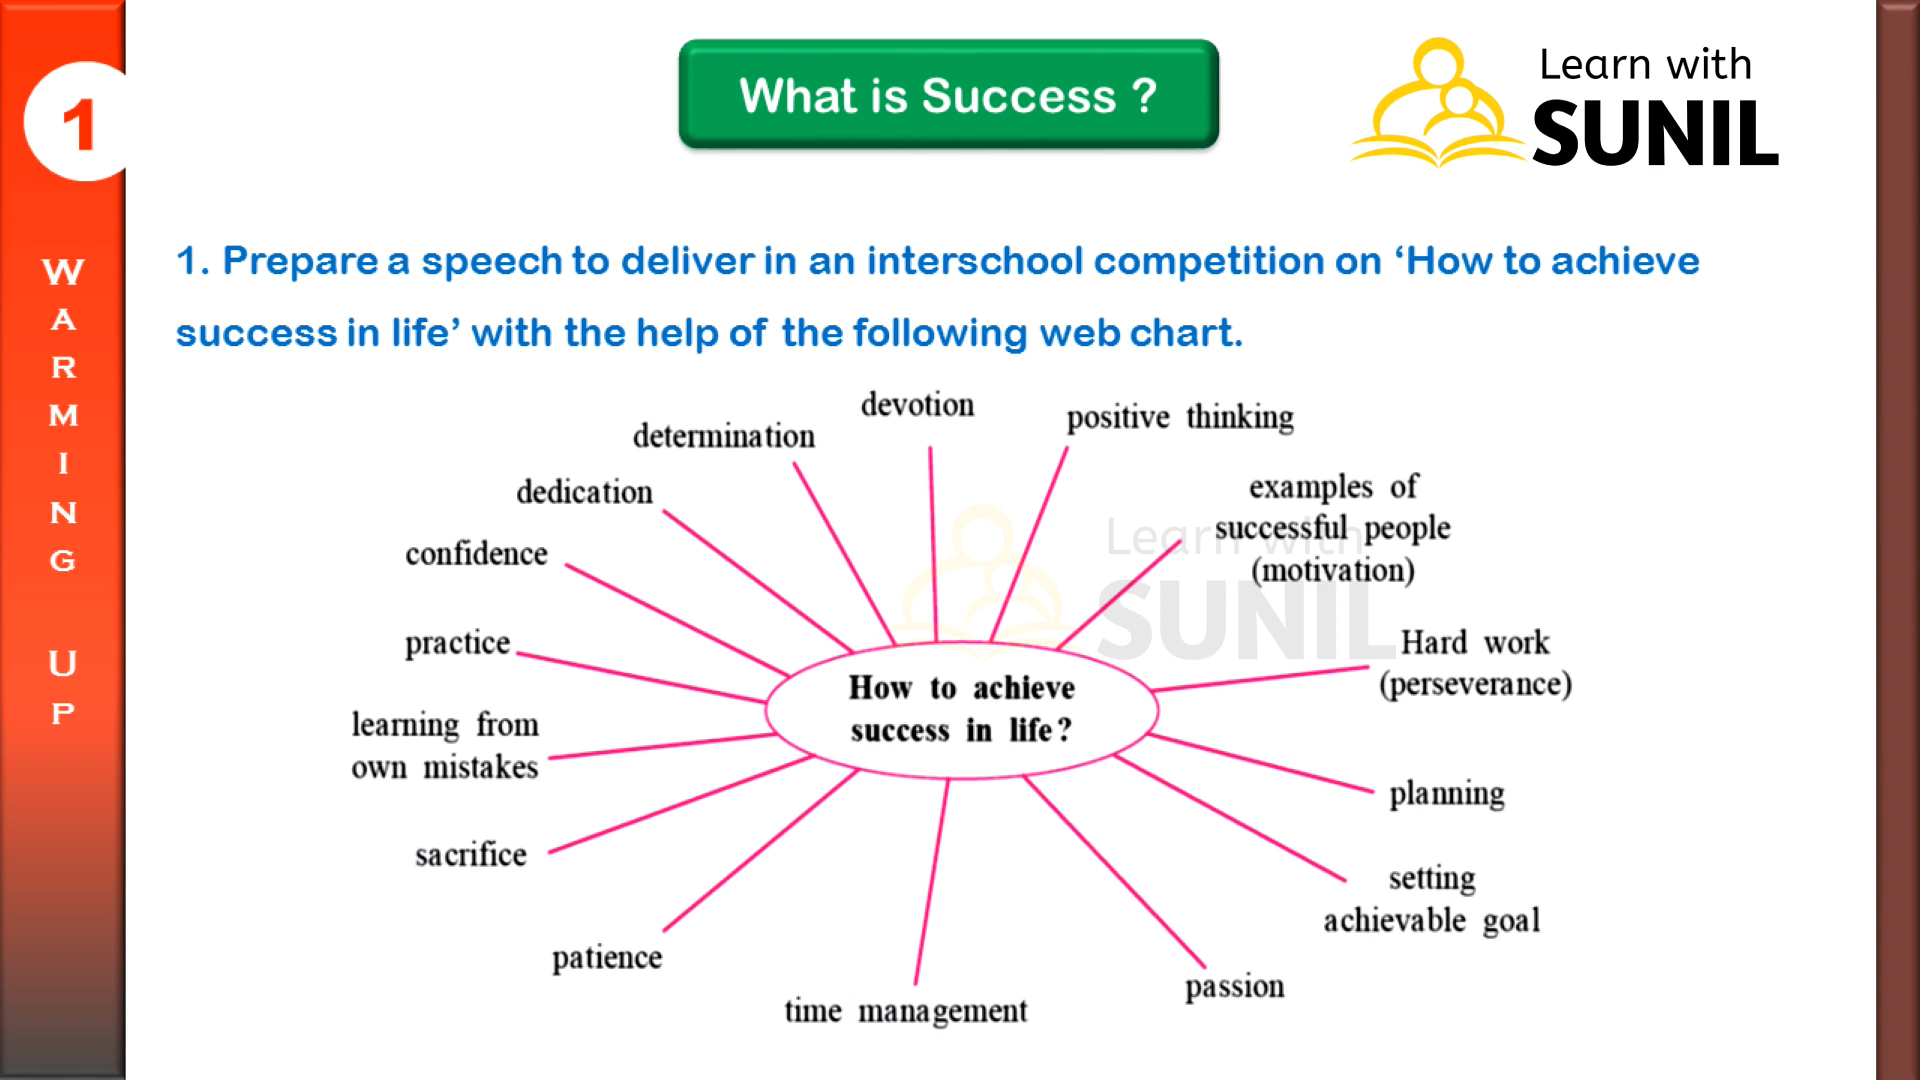 1
WARMING
UP
What is Success ?
Learn with
SUNIL
1. Prepare a speech to deliver in an interschool competition on ‘How to achieve
success in life’ with the help of the following web chart.
devotion
positive thinking
determination
examples of
successful people
(motivation)
dedication
confidence
Learn with
SUNIL
practice
Hard work
(perseverance)
How to achieve
success in life?
learning from
own mistakes
planning
sacrifice
setting
achievable goal
patience
passion
time management